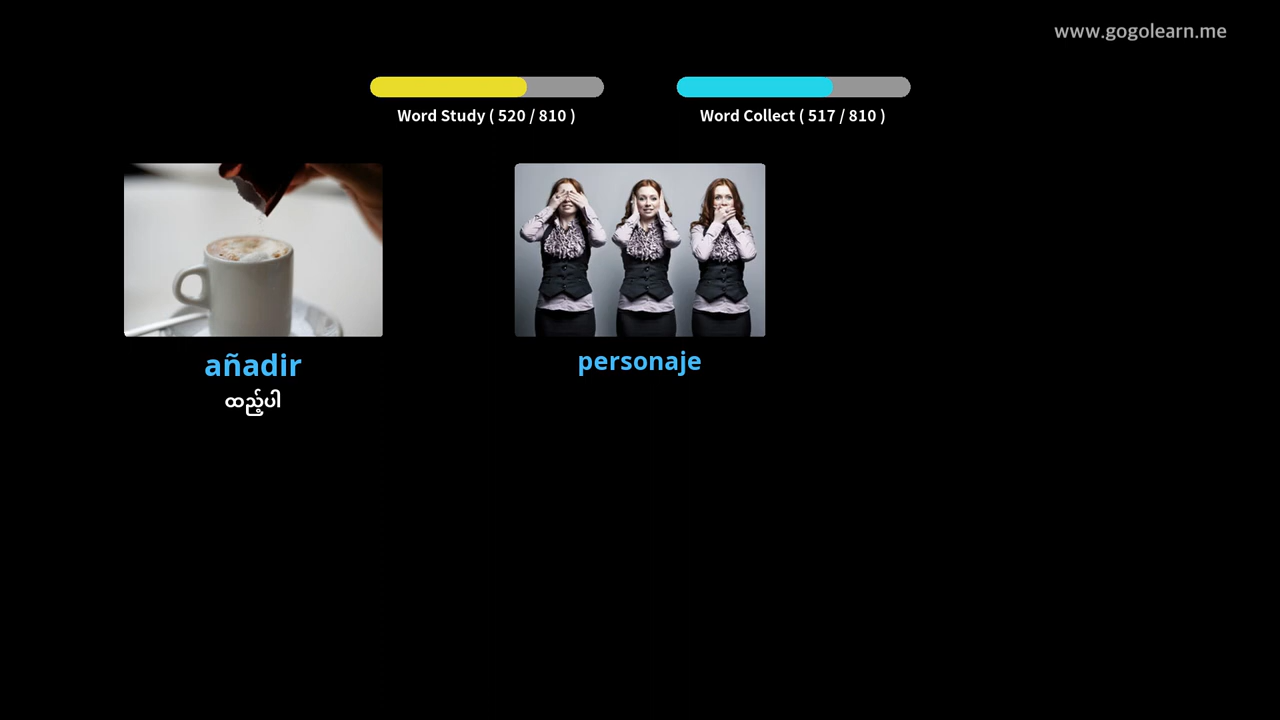 www.gogolearn.me
Word Study ( 520 / 810 )
Word Collect ( 517 / 810 )
añadir
ထည့်ပါ
personaje